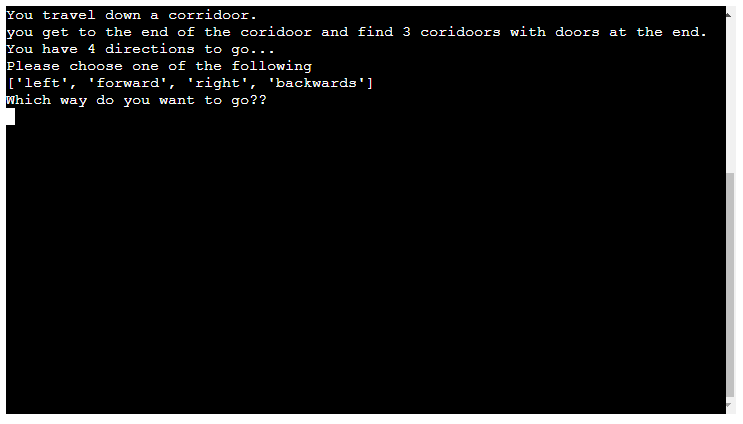 You travel down a corridoor.
you get to the end of the coridoor and find 3 coridoors with doors at the end.
You have 4 directions to go...
Please choose one of the following
['left', 'forward', 'right', 'backwards']
Which way do you want to go??